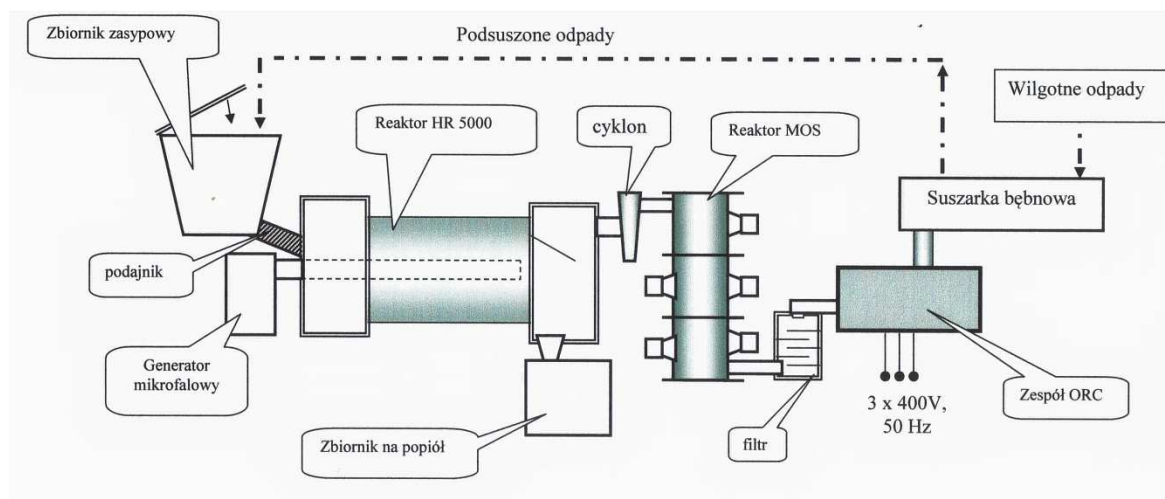 Zbiornik zasypowy
Podsuszone odpady
Wilgotne odpady
Reaktor HR 5000
cyklon
Reaktor MOS
Suszarka bębnowa
podajnik
Generator
mikrofalowy
Zbiornik na popiół
filtr
3 x 400V,
50 Hz
Zespół ORC